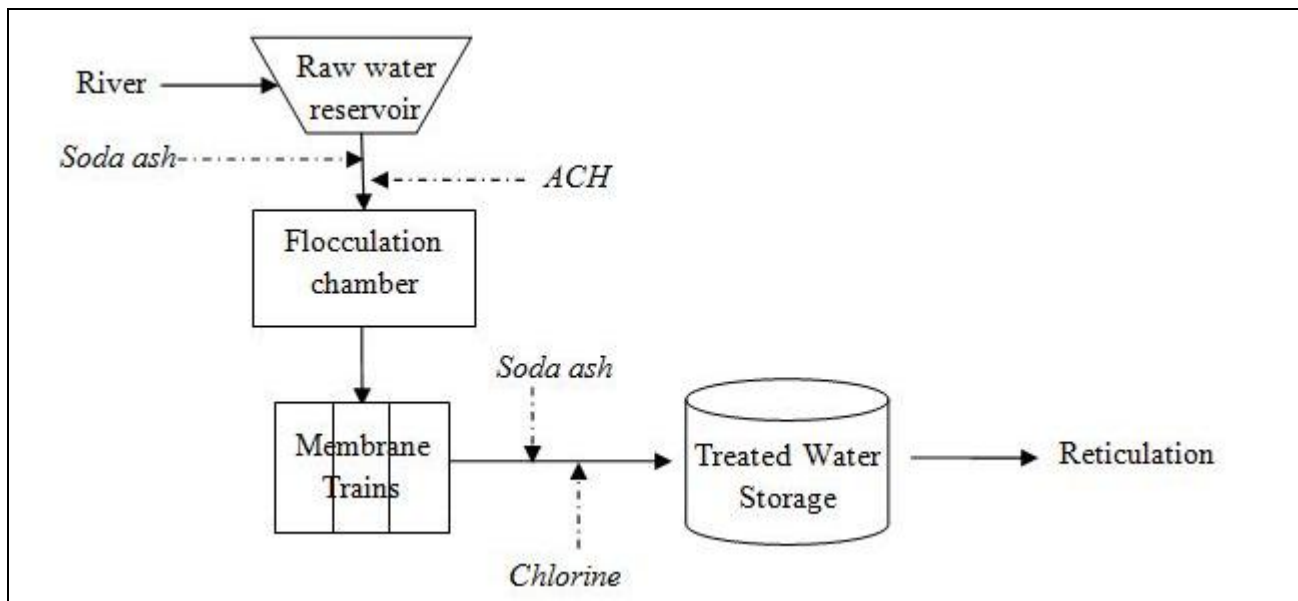 River
Raw water
reservoir
Soda ash
ACH
Flocculation
chamber
Soda ash
Membrane
Trains
Chlorine
Treated Water
Storage
Reticulation